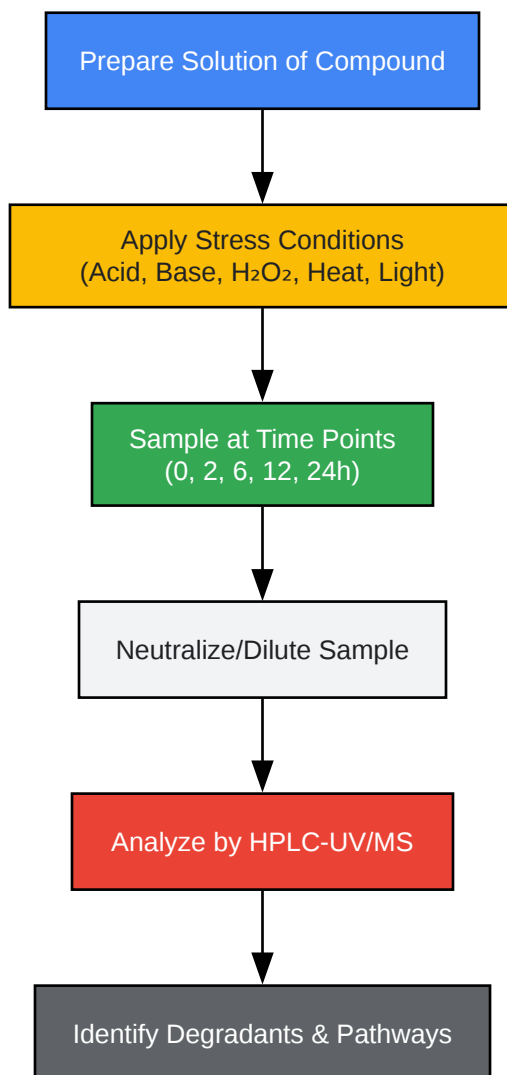 Prepare Solution of Compound
Apply Stress Conditions
(Acid, Base, H₂O₂, Heat, Light)
Sample at Time Points
(0, 2, 6, 12, 24h)
Neutralize/Dilute Sample
Analyze by HPLC-UV/MS
Identify Degradants & Pathways